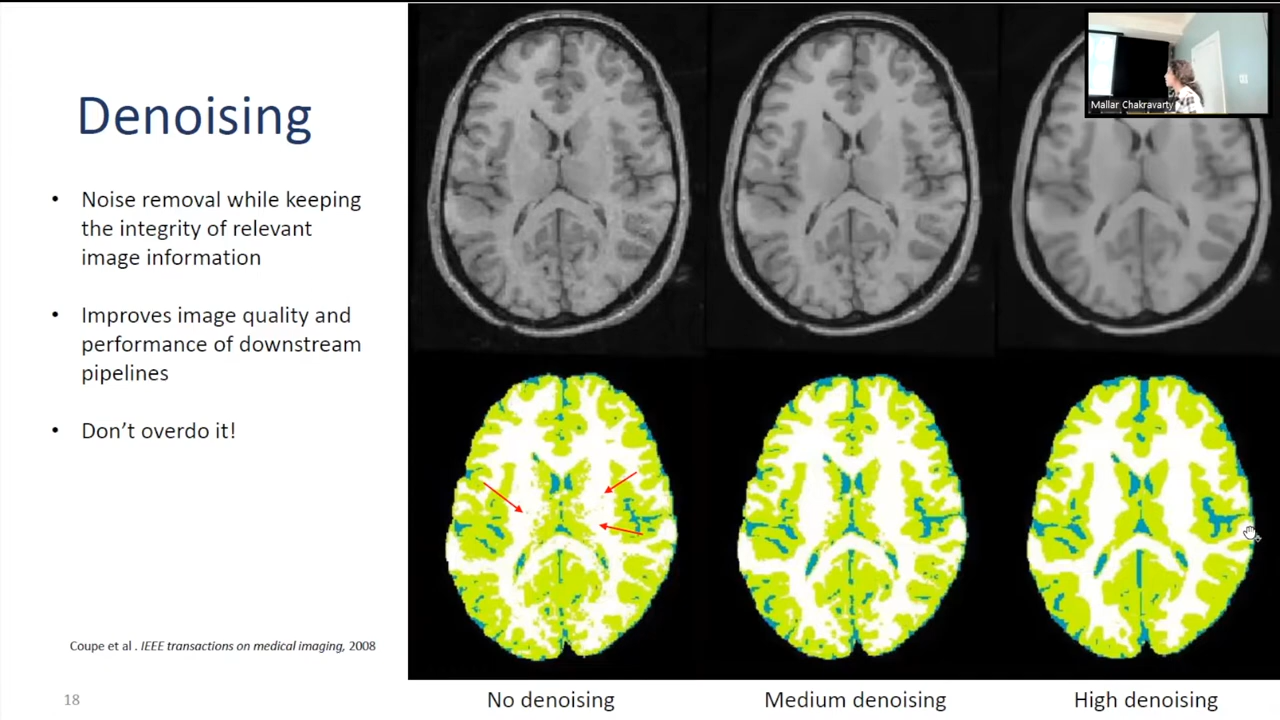 Denoising
• Noise removal while keeping
the integrity of relevant
image information
• Improves image quality and
performance of downstream
pipelines
• Don't overdo it!
Coupe et al . IEEE transactions on medical imaging, 2008
18
Mallar Chakravarty
No denoising
Medium denoising
High denoising